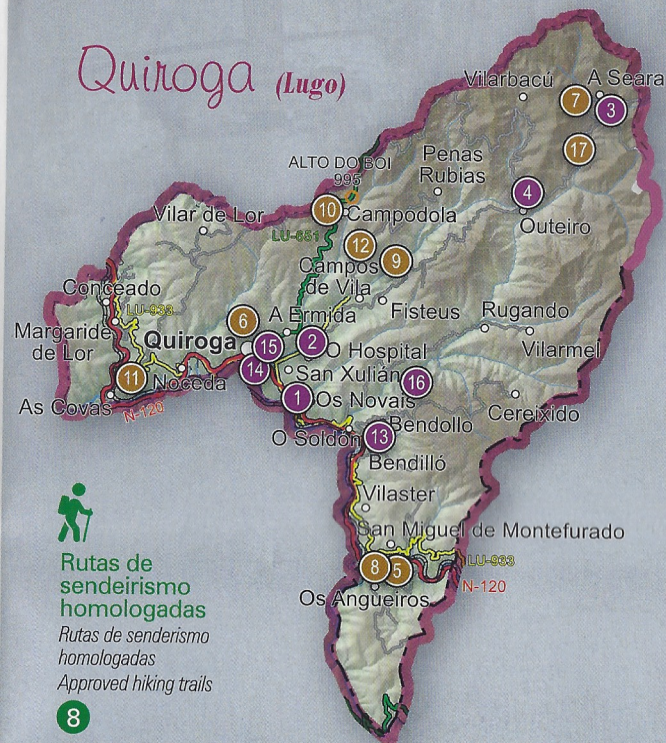 Quiroga (Lugo)
Vilarbacú
A Seara
7
3
17
ALTO DO BOI
995
Penas
Rubias
4
Outeiro
10
Campodola
Vilar de Lor
LU-651
12
9
Campos
de Vila
Conceado
LU-933
Fisteus
Rugando
6
A Ermida
Margaride
de Lor
Quiroga
15
2
O Hospital
Vilarmel
14
San Xulián
16
11
Noceda
As Covas
N-120
1
Os Novais
Cereixido
O Soldón
13
Bendollo
Bendilló
Vilaster
San Miguel de Montefurado
8
5
LU-933
N-120
Os Angueiros
Rutas de
sendeirismo
homologadas
Rutas de senderismo
homologadas
Approved hiking trails
8